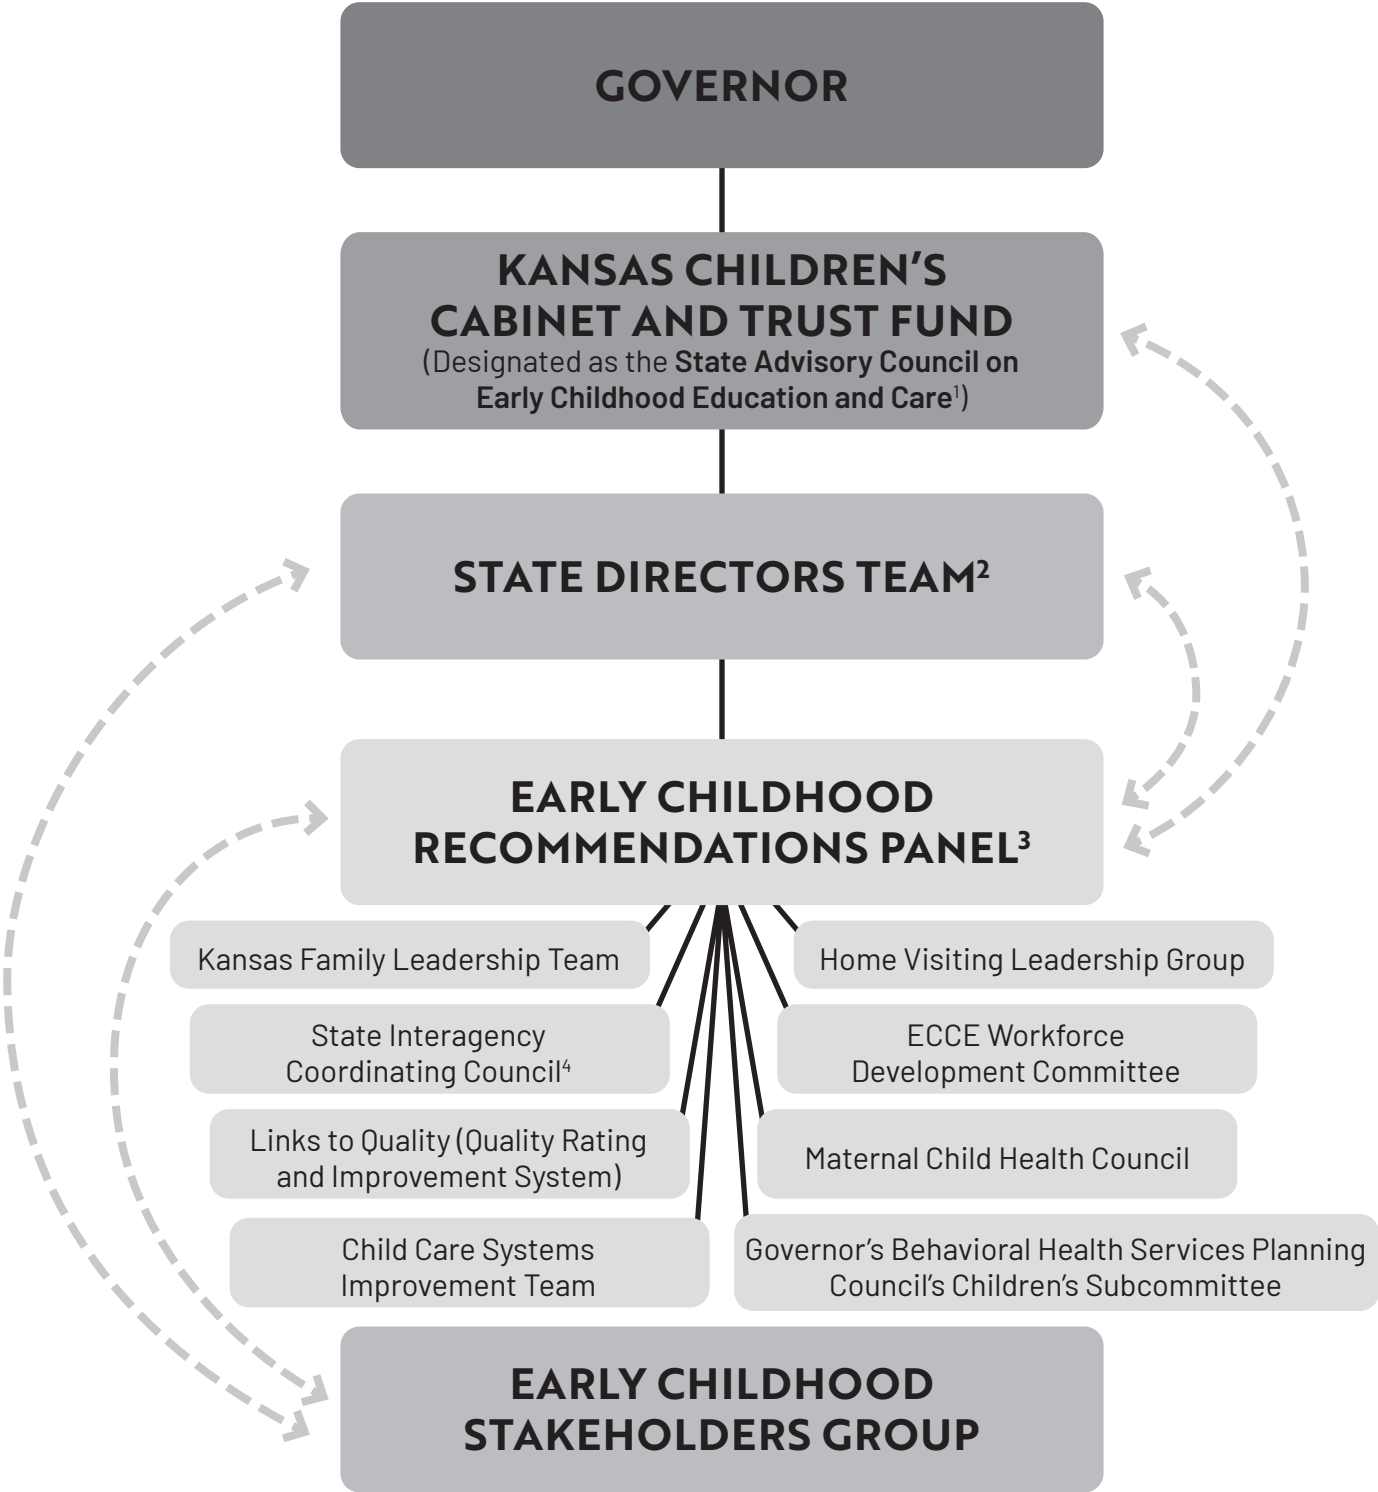 GOVERNOR
KANSAS CHILDREN’S
CABINET AND TRUST FUND
(Designated as the State Advisory Council on
Early Childhood Education and Care¹)
STATE DIRECTORS TEAM²
EARLY CHILDHOOD
RECOMMENDATIONS PANEL³
Kansas Family Leadership Team
Home Visiting Leadership Group
State Interagency
Coordinating Council⁴
ECCE Workforce
Development Committee
Links to Quality (Quality Rating
and Improvement System)
Maternal Child Health Council
Child Care Systems
Improvement Team
Governor’s Behavioral Health Services Planning
Council’s Children’s Subcommittee
EARLY CHILDHOOD
STAKEHOLDERS GROUP